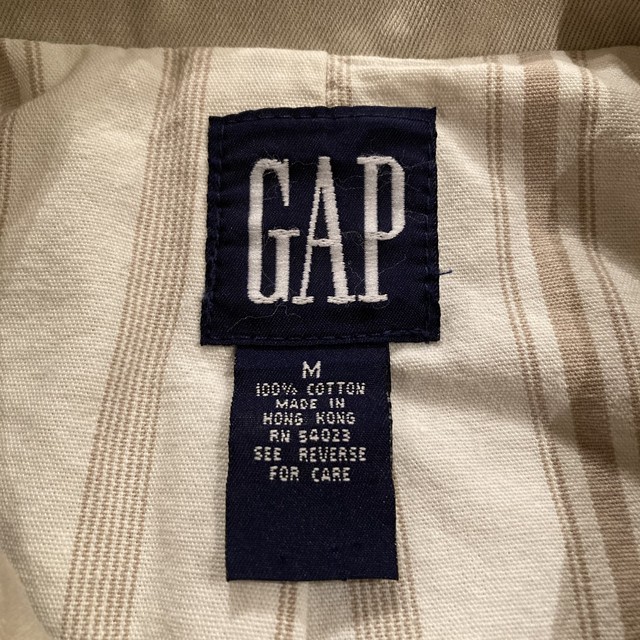 GAP
M
100% COTTON
MADE IN
HONG KONG
RN 54023
SEE REVERSE
FOR CARE